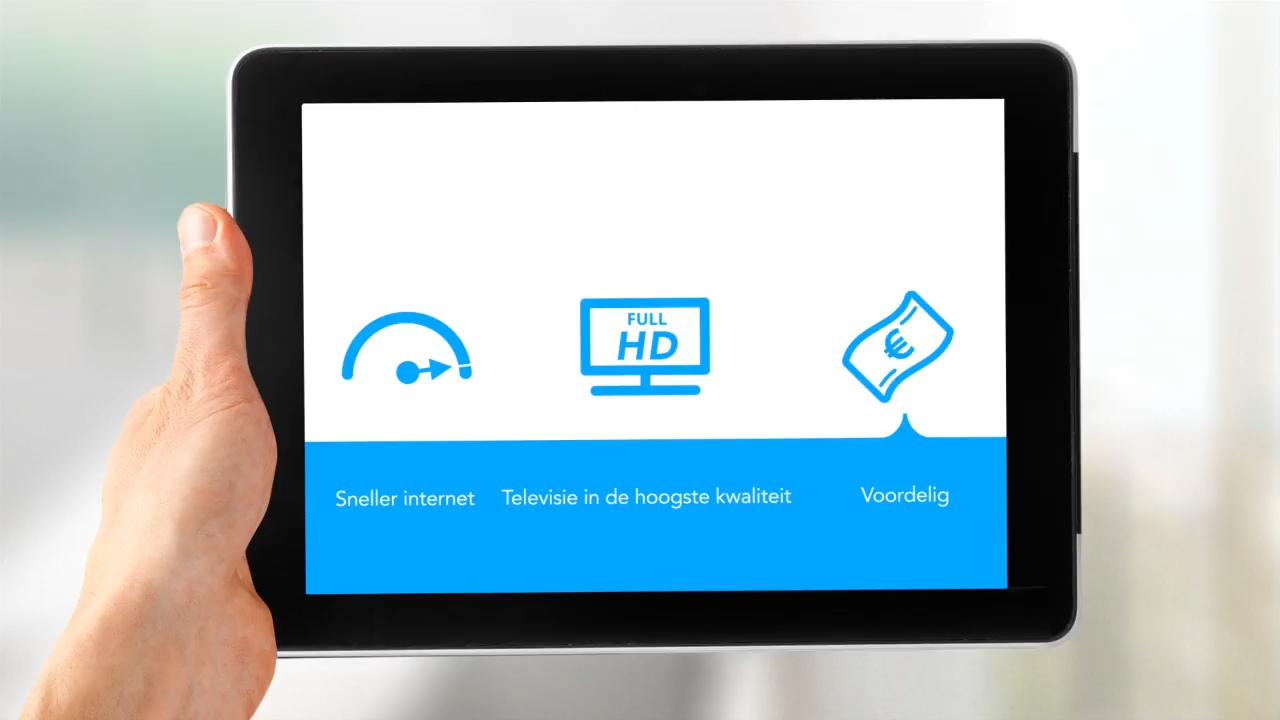 FULL
HD
€
Sneller internet
Televisie in de hoogste kwaliteit
Voordelig